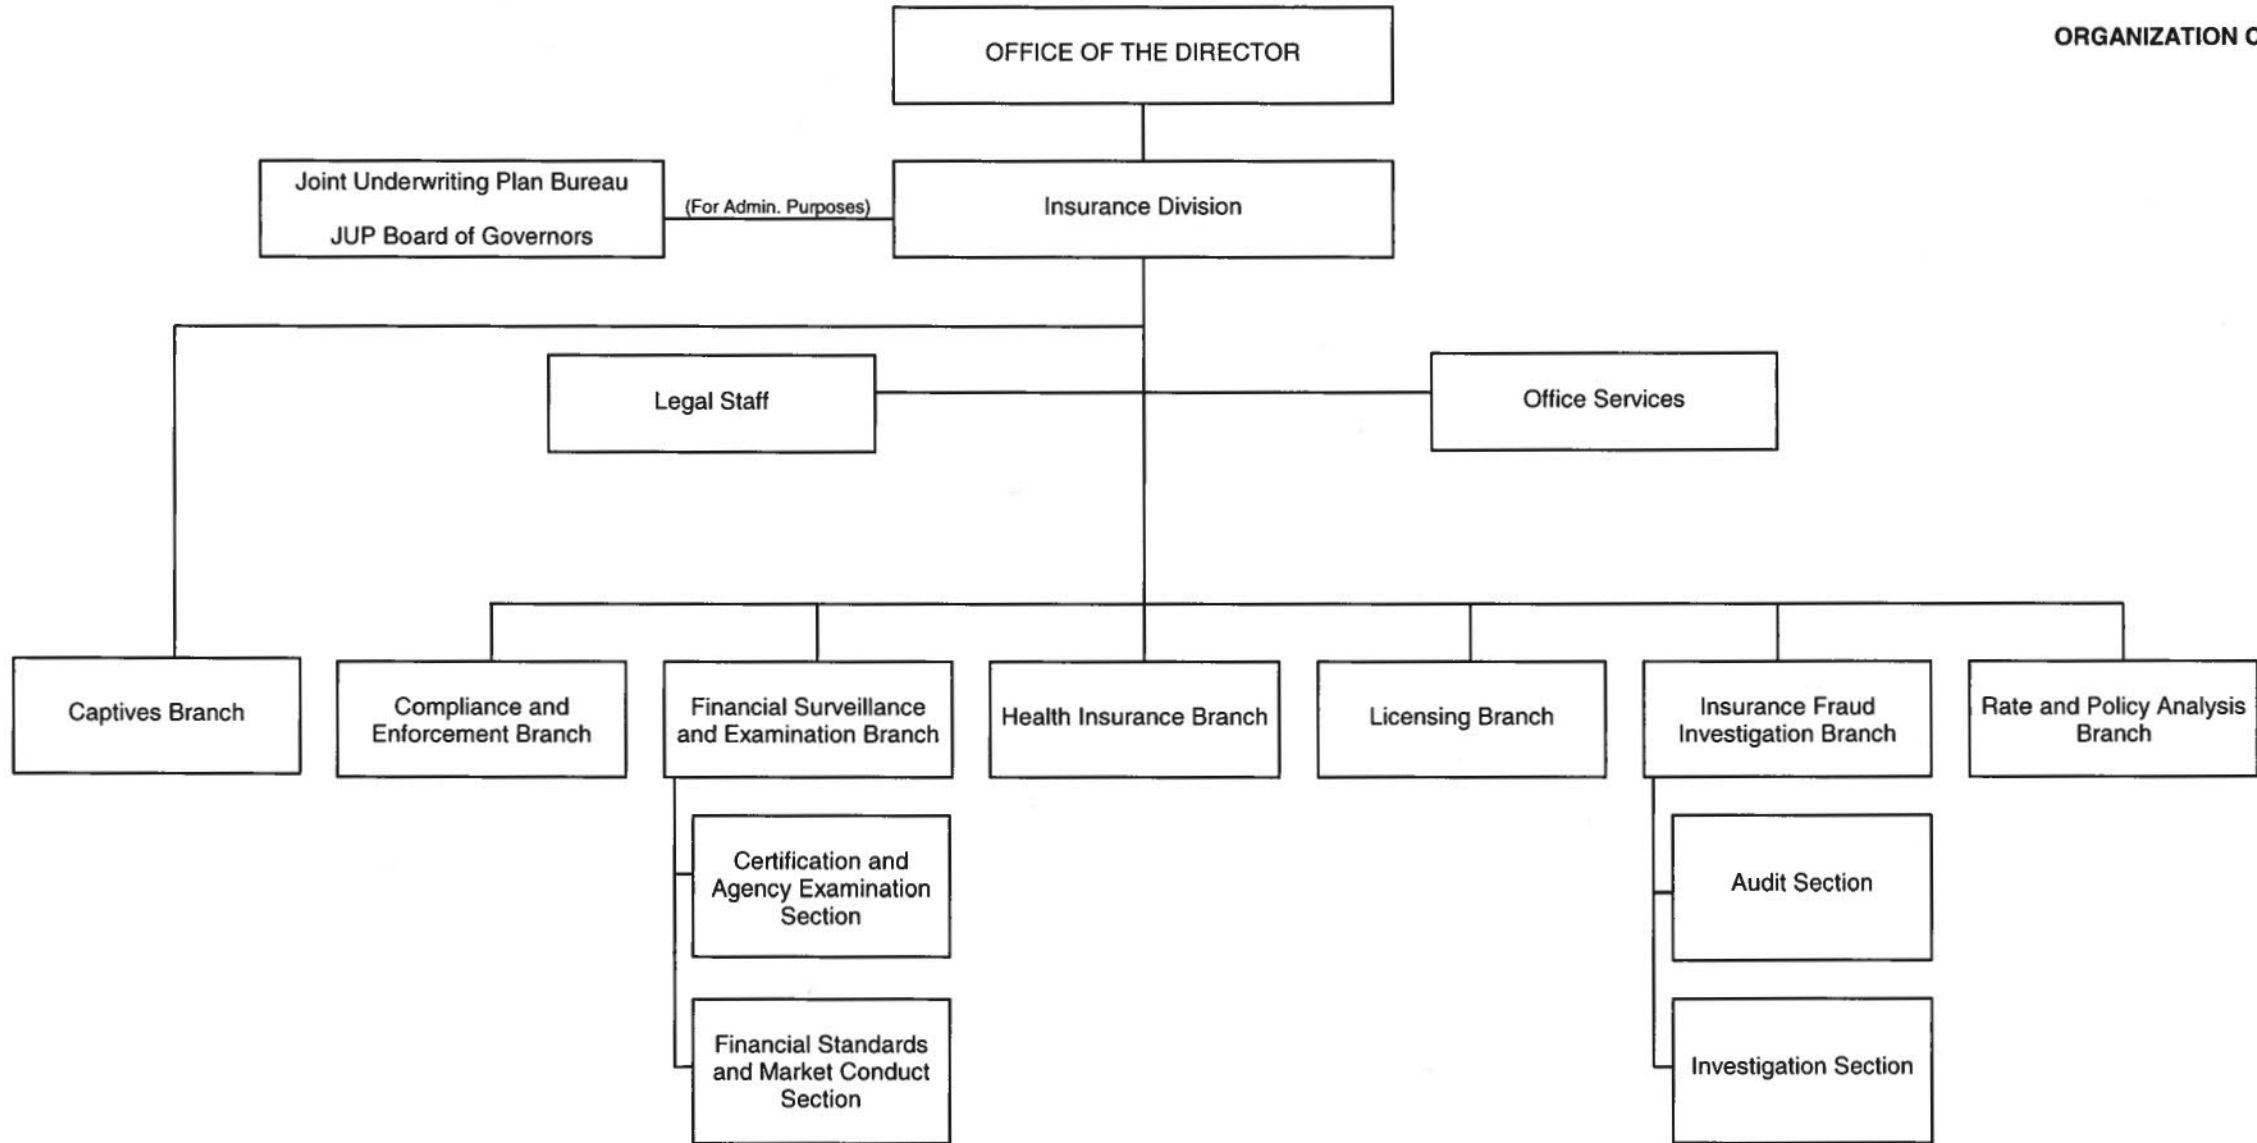 ORGANIZATION C
OFFICE OF THE DIRECTOR
Joint Underwriting Plan Bureau
JUP Board of Governors
(For Admin. Purposes)
Insurance Division
Legal Staff
Office Services
Captives Branch
Compliance and
Enforcement Branch
Financial Surveillance
and Examination Branch
Health Insurance Branch
Licensing Branch
Insurance Fraud
Investigation Branch
Rate and Policy Analysis
Branch
Certification and
Agency Examination
Section
Audit Section
Financial Standards
and Market Conduct
Section
Investigation Section